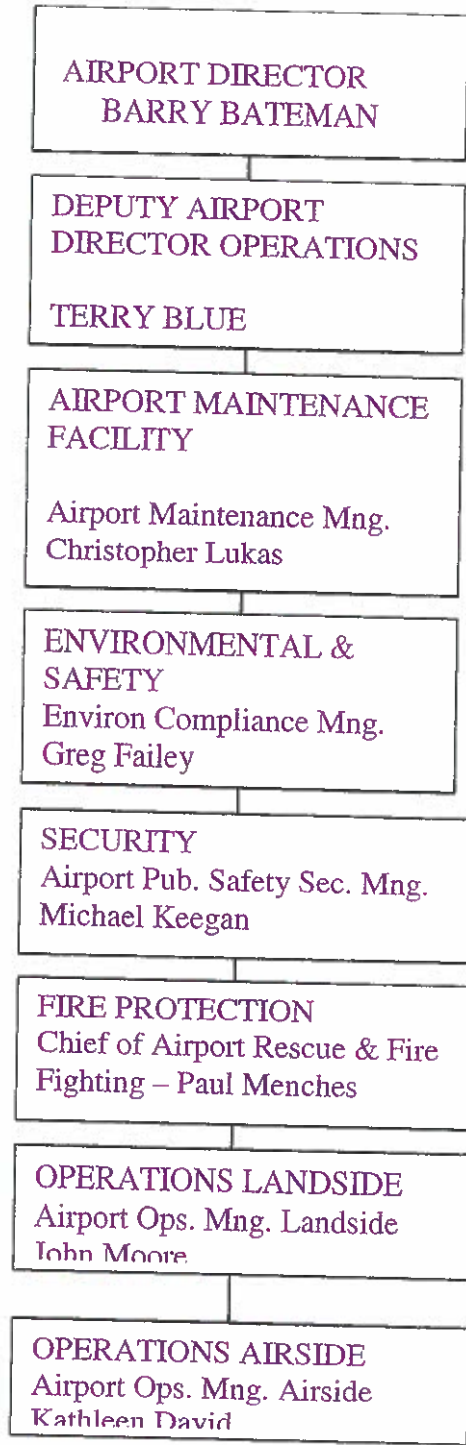 AIRPORT DIRECTOR
BARRY BATEMAN
DEPUTY AIRPORT
DIRECTOR OPERATIONS
TERRY BLUE
AIRPORT MAINTENANCE
FACILITY
Airport Maintenance Mng.
Christopher Lukas
ENVIRONMENTAL &
SAFETY
Environ Compliance Mng.
Greg Failey
SECURITY
Airport Pub. Safety Sec. Mng.
Michael Keegan
FIRE PROTECTION
Chief of Airport Rescue & Fire
Fighting – Paul Menches
OPERATIONS LANDSIDE
Airport Ops. Mng. Landside
John Moore
OPERATIONS AIRSIDE
Airport Ops. Mng. Airside
Kathleen David